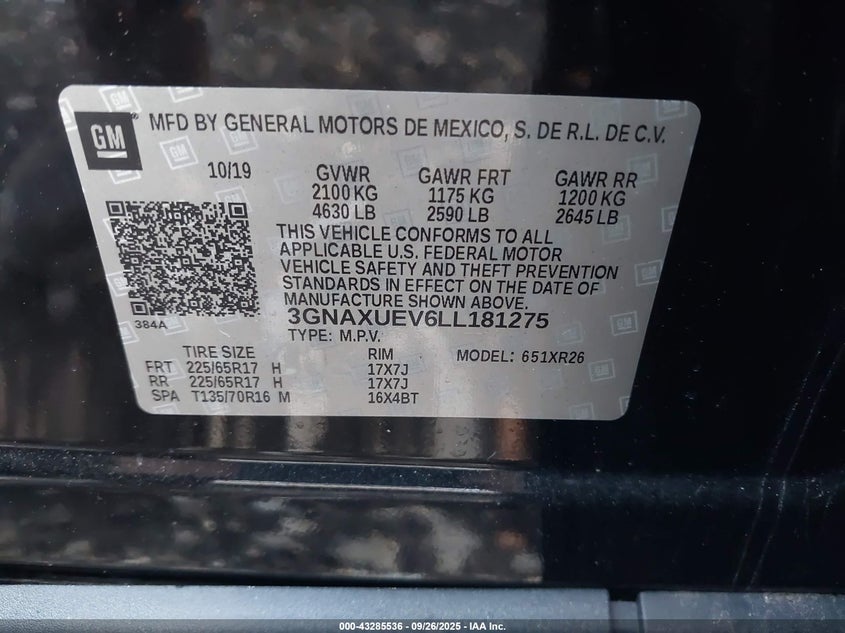 GM ® MFD BY GENERAL MOTORS DE MEXICO, S. DE R.L. DE C.V.
10/19 GVWR GAWR FRT GAWR RR
2100 KG 1175 KG 1200 KG
4630 LB 2590 LB 2645 LB
THIS VEHICLE CONFORMS TO ALL
APPLICABLE U.S. FEDERAL MOTOR
VEHICLE SAFETY AND THEFT PREVENTION
STANDARDS IN EFFECT ON THE DATE OF
MANUFACTURE SHOWN ABOVE.
384A
3GNAXUEV6LL181275
TYPE: M.P.V.
TIRE SIZE RIM MODEL: 651XR26
FRT 225/65R17 H 17X7J
RR 225/65R17 H 17X7J
SPA T135/70R16 M 16X4BT
000-43285536 - 09/26/2025 - IAA Inc.